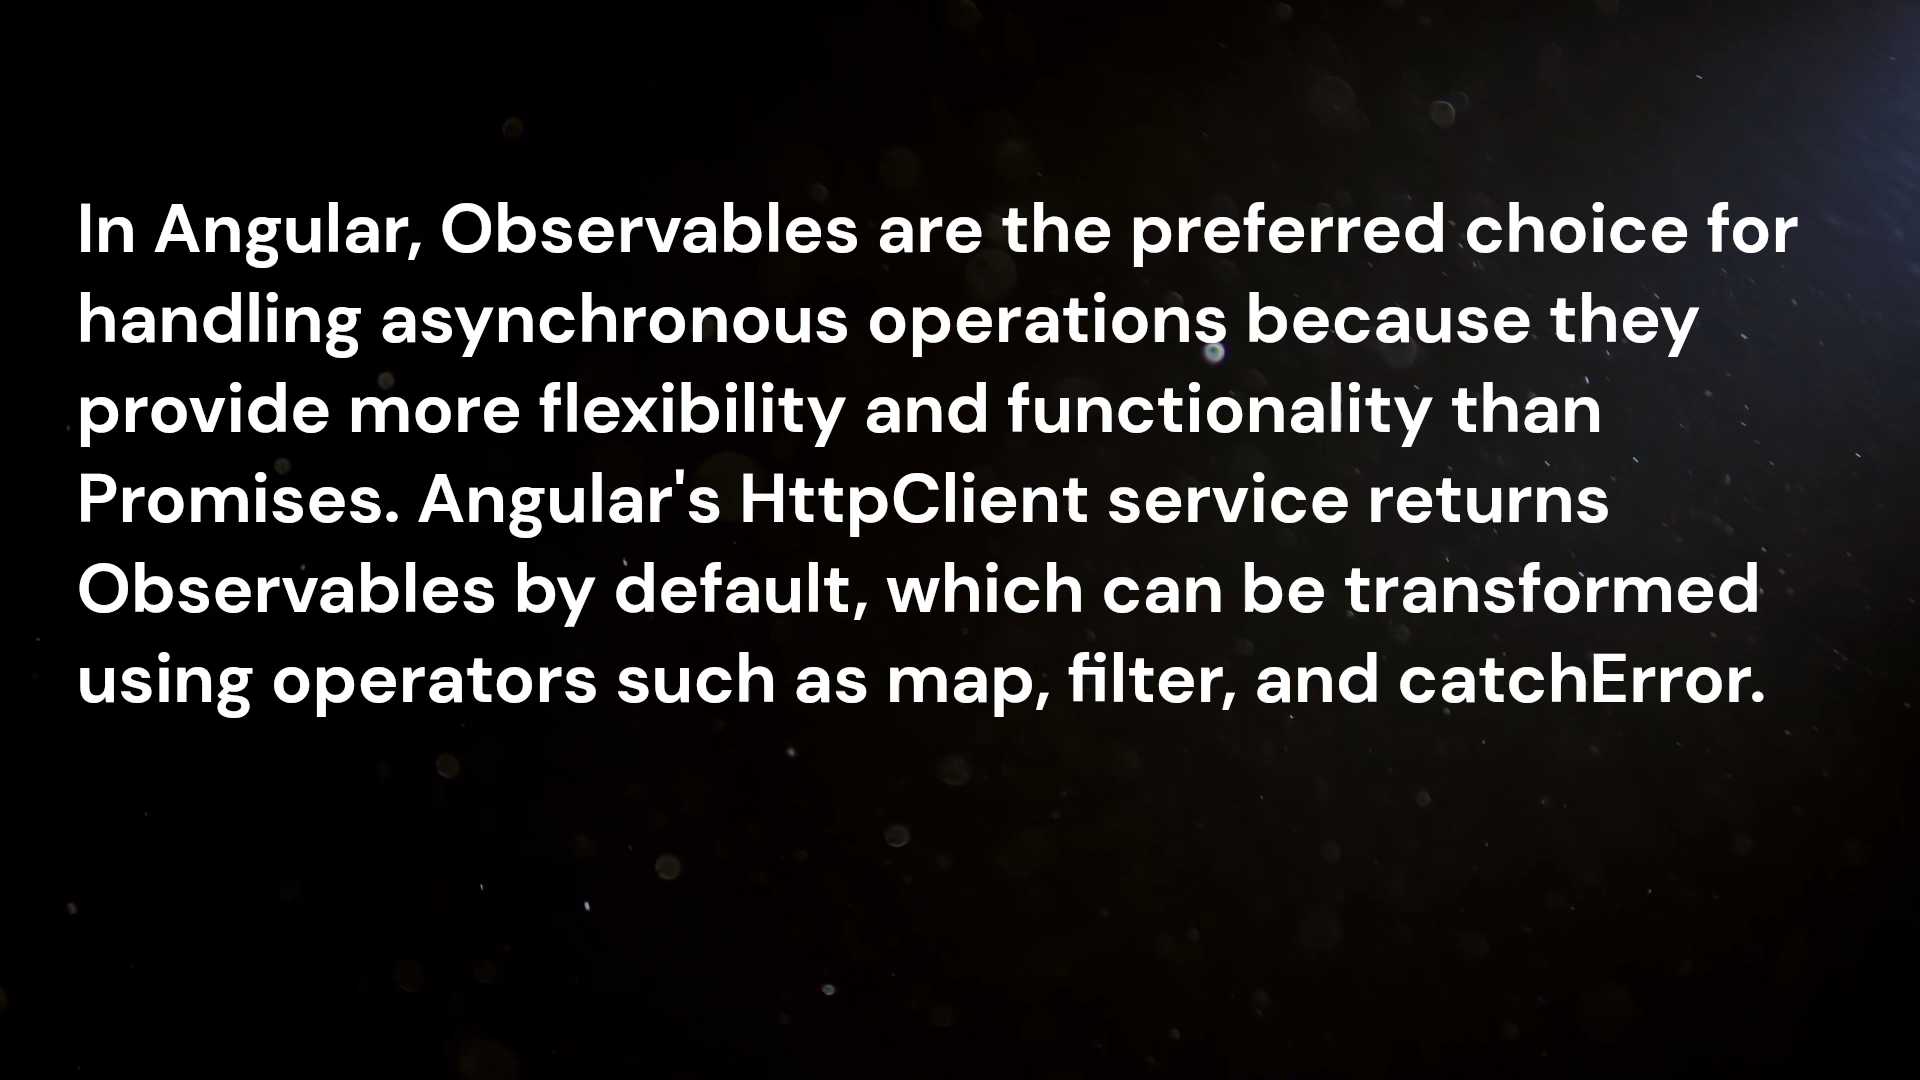 In Angular, Observables are the preferred choice for
handling asynchronous operations because they
provide more flexibility and functionality than
Promises. Angular's HttpClient service returns
Observables by default, which can be transformed
using operators such as map, filter, and catchError.